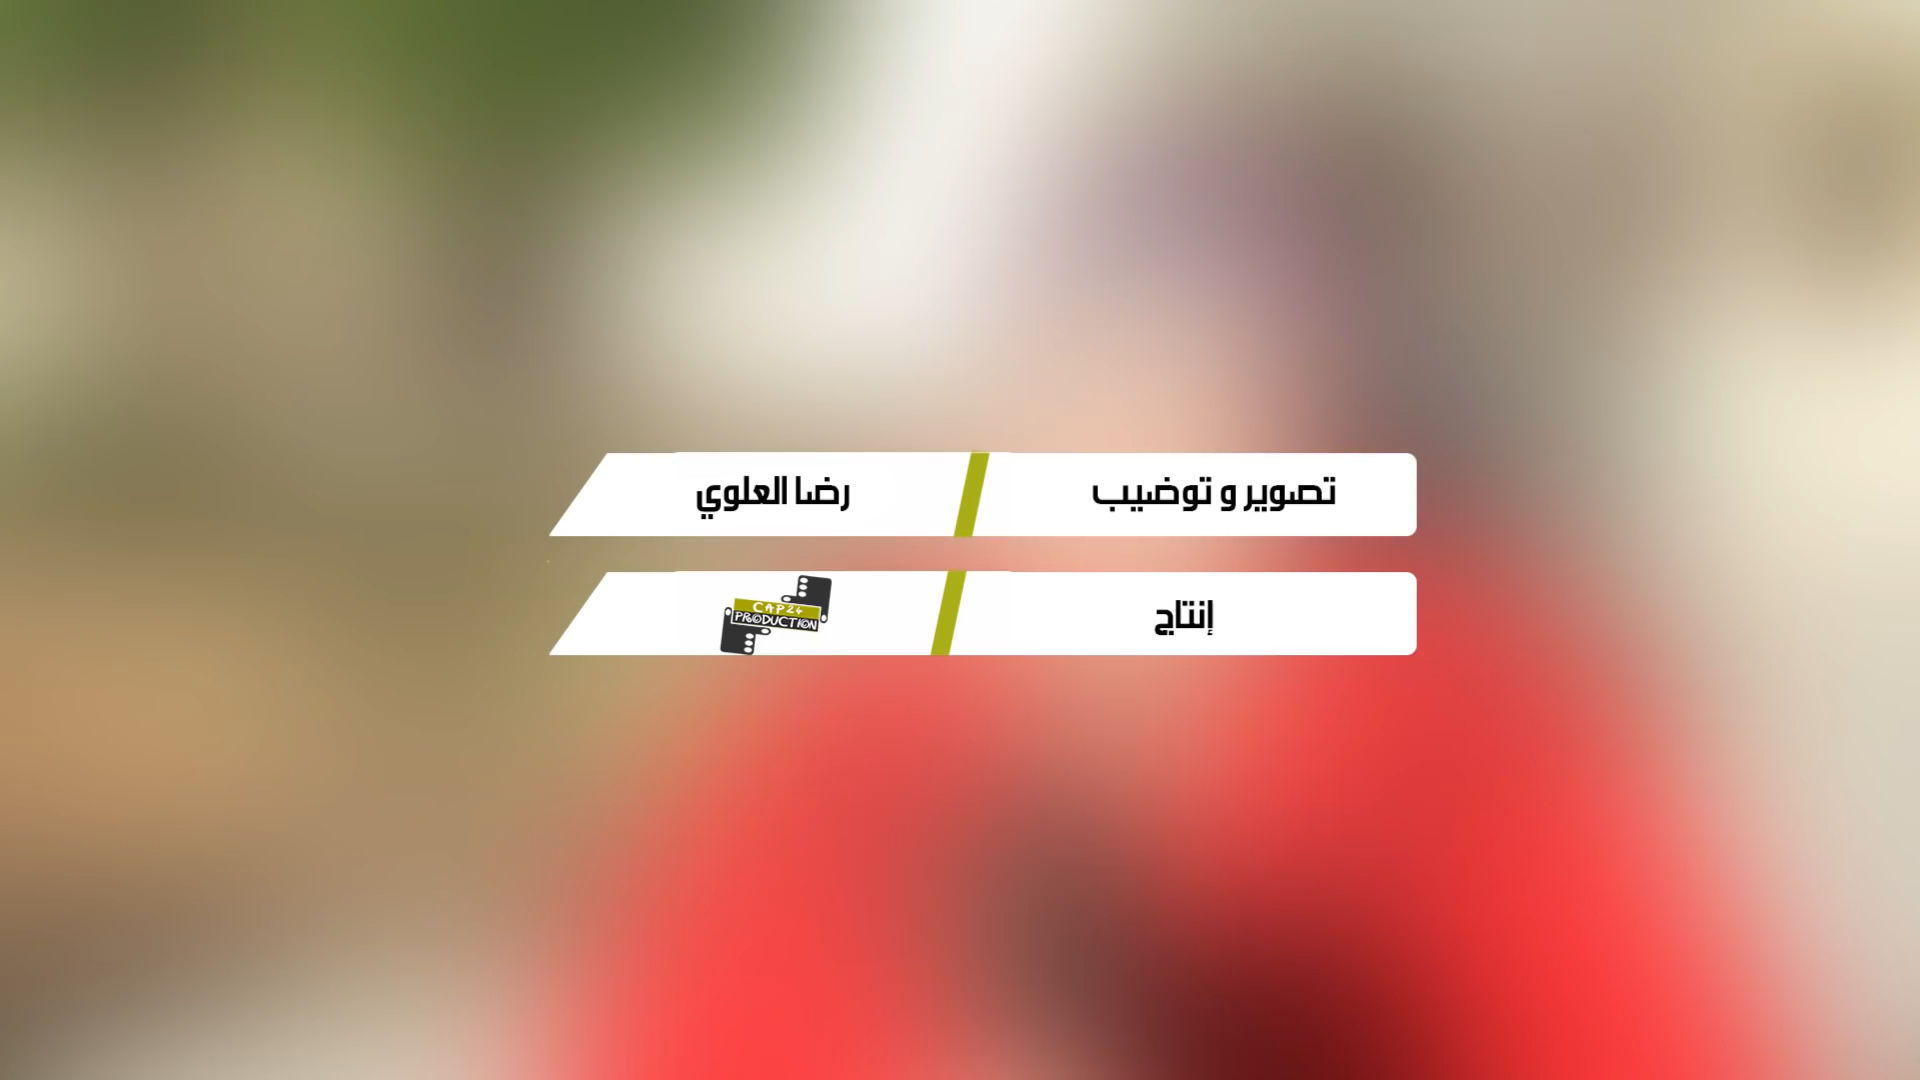 تصوير و توضيب رضا العلوي
إنتاج
CAP24
PRODUCTION